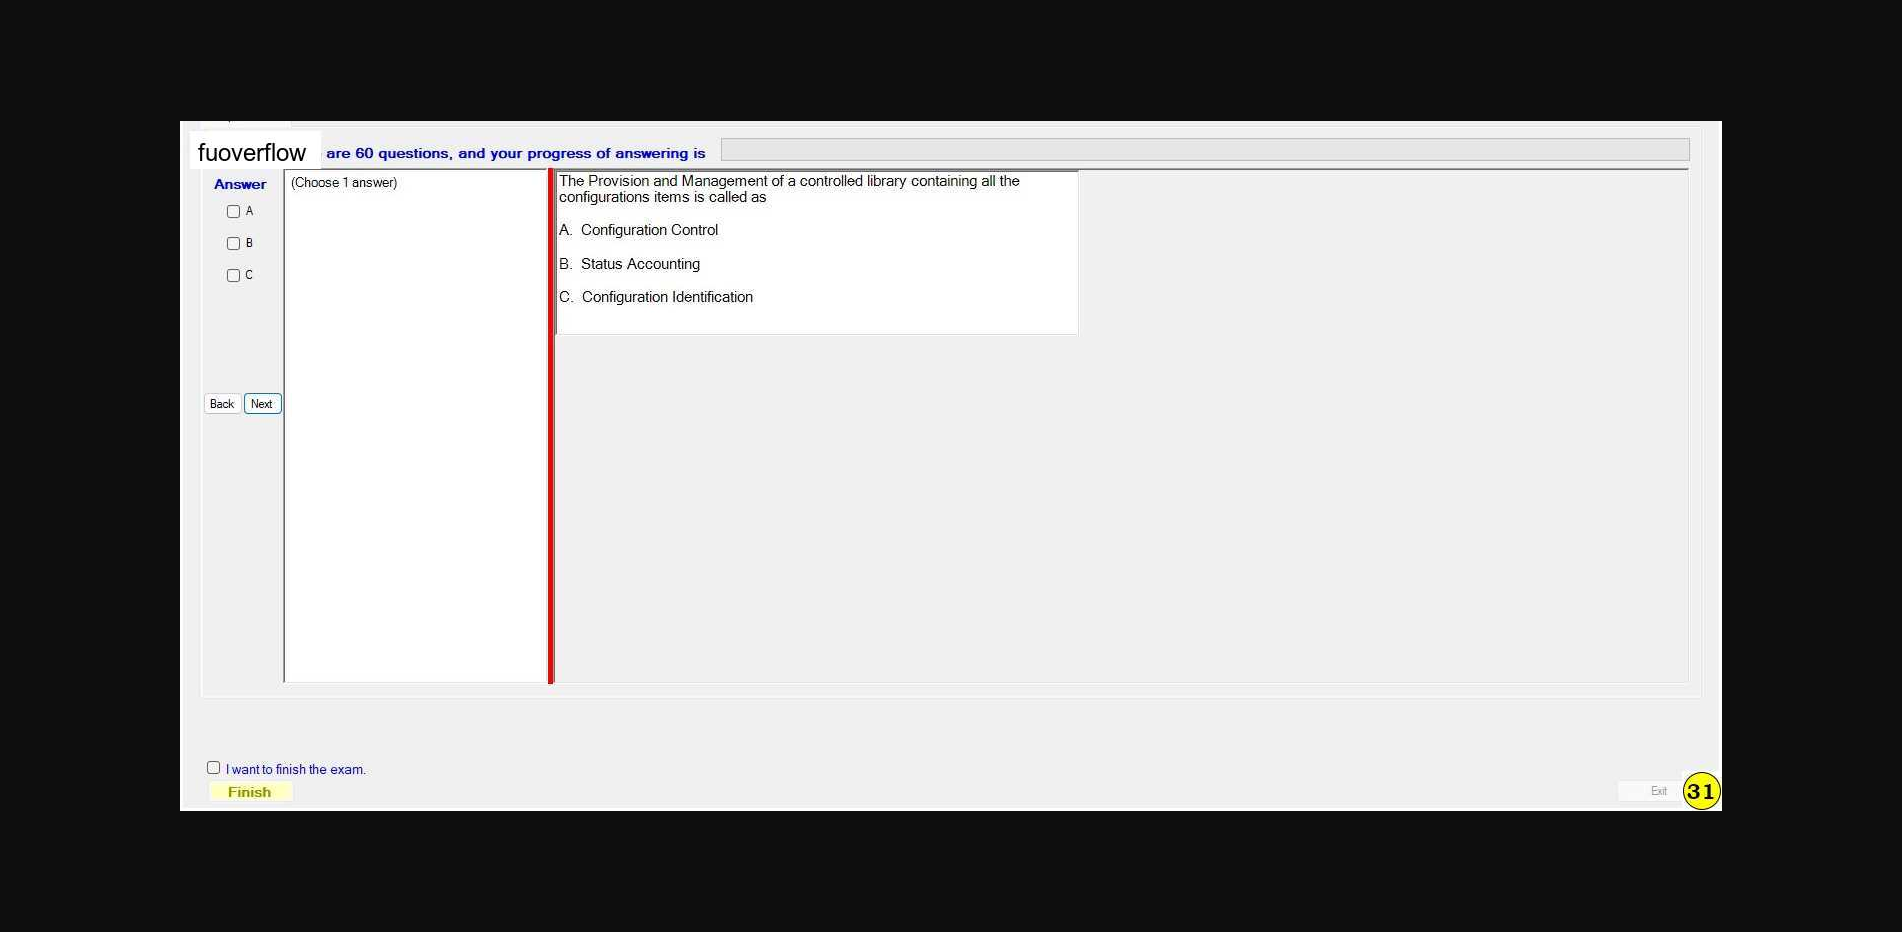 fuoverflow are 60 questions, and your progress of answering is
Answer
(Choose 1 answer)
A
B
C
Back Next
The Provision and Management of a controlled library containing all the
configurations items is called as
A. Configuration Control
B. Status Accounting
C. Configuration Identification
I want to finish the exam.
Finish
Exit
31